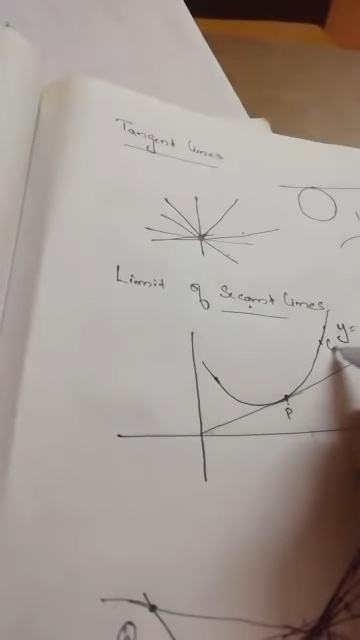 Tangent lines
Limit of Secant lines
y=
P